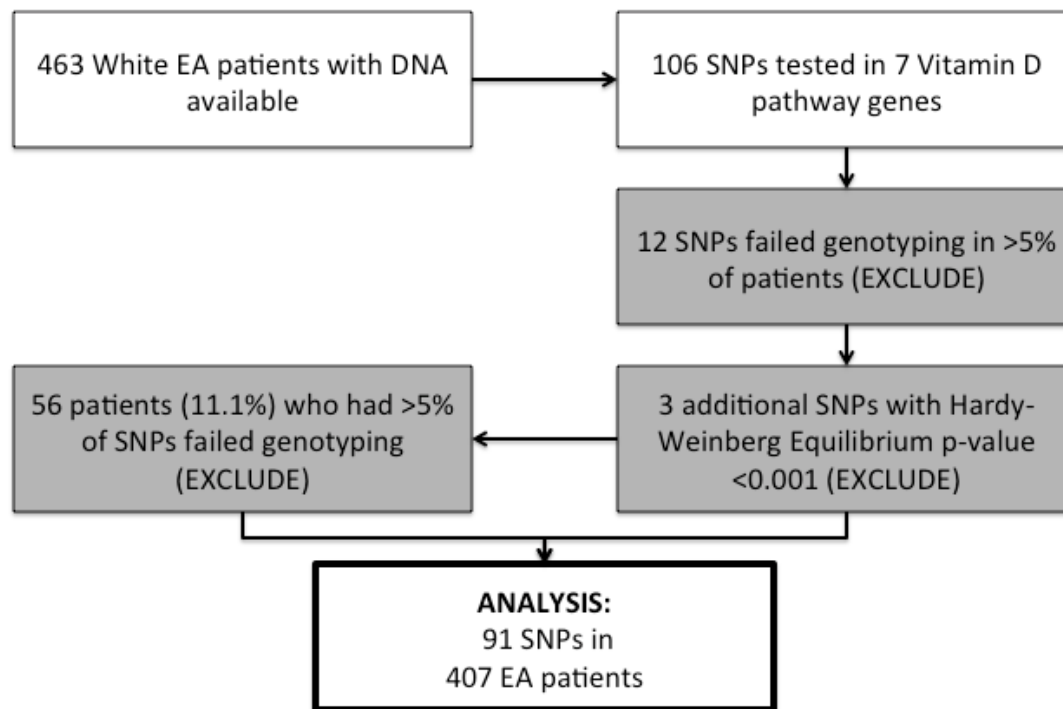 463 White EA patients with DNA
available
106 SNPs tested in 7 Vitamin D
pathway genes
12 SNPs failed genotyping in >5%
of patients (EXCLUDE)
3 additional SNPs with Hardy-
Weinberg Equilibrium p-value
<0.001 (EXCLUDE)
56 patients (11.1%) who had >5%
of SNPs failed genotyping
(EXCLUDE)
ANALYSIS:
91 SNPs in
407 EA patients